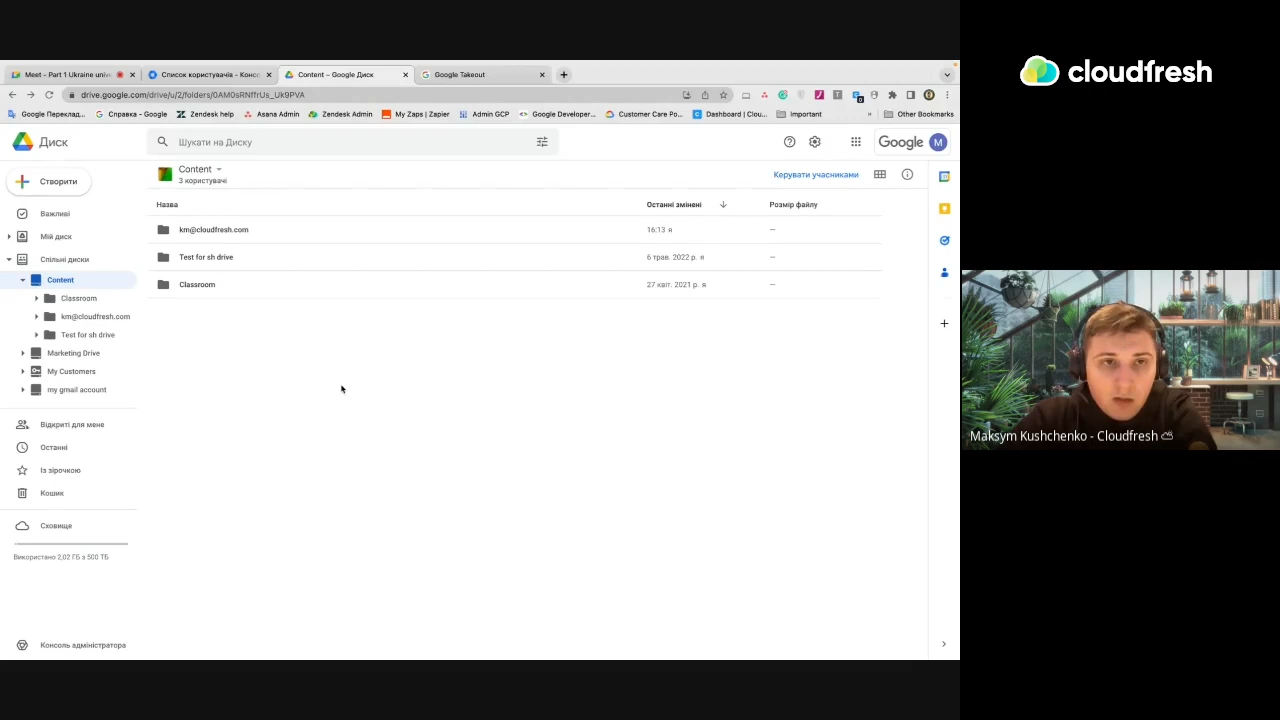 cloudfresh
Meet - Part 1 Ukraine unive
Список користувачів - Консо
Content – Google Диск
Google Takeout
drive.google.com/drive/u/2/folders/0AM0sRNffrUs_Uk9PVA
Google Переклад...
Справка - Google
Zendesk help
Asana Admin
Zendesk Admin
My Zaps | Zapier
Admin GCP
Google Developer...
Customer Care Po...
Dashboard | Clou...
Important
»
Other Bookmarks
Диск
Шукати на Диску
Google
M
Створити
Content
3 користувачі
Керувати учасниками
Назва
Останні змінені
Розмір файлу
km@cloudfresh.com
16:13 я
—
Test for sh drive
6 трав. 2022 р. я
—
Classroom
27 квіт. 2021 р. я
—
Важливі
Мій диск
Спільні диски
Content
Classroom
km@cloudfresh.com
Test for sh drive
Marketing Drive
My Customers
my gmail account
Відкриті для мене
Останні
Із зірочкою
Кошик
Сховище
Використано 2,02 ГБ з 500 ТБ
Консоль адміністратора
Maksym Kushchenko - Cloudfresh